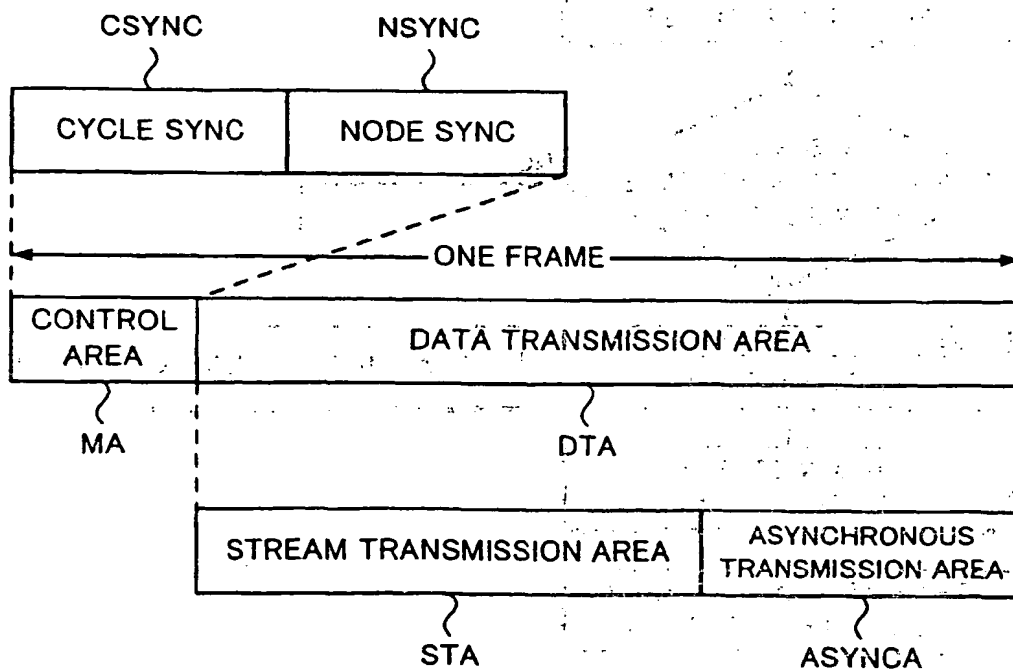 CSYNC NSYNC
CYCLE SYNC NODE SYNC
ONE FRAME
CONTROL
AREA
DATA TRANSMISSION AREA
MA DTA
STREAM TRANSMISSION AREA
ASYNCHRONOUS
TRANSMISSION AREA
STA ASYNCA